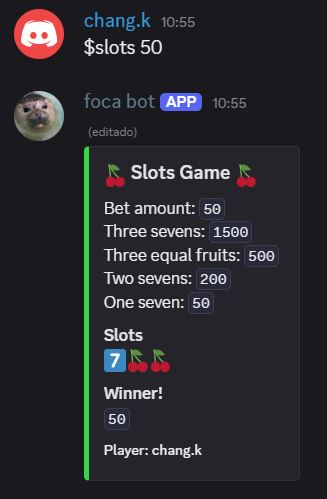 chang.k 10:55
$slots 50
foca bot APP 10:55
(editado)
🍒 Slots Game 🍒
Bet amount: 50
Three sevens: 1500
Three equal fruits: 500
Two sevens: 200
One seven: 50
Slots
7️⃣🍒🍒
Winner!
50
Player: chang.k